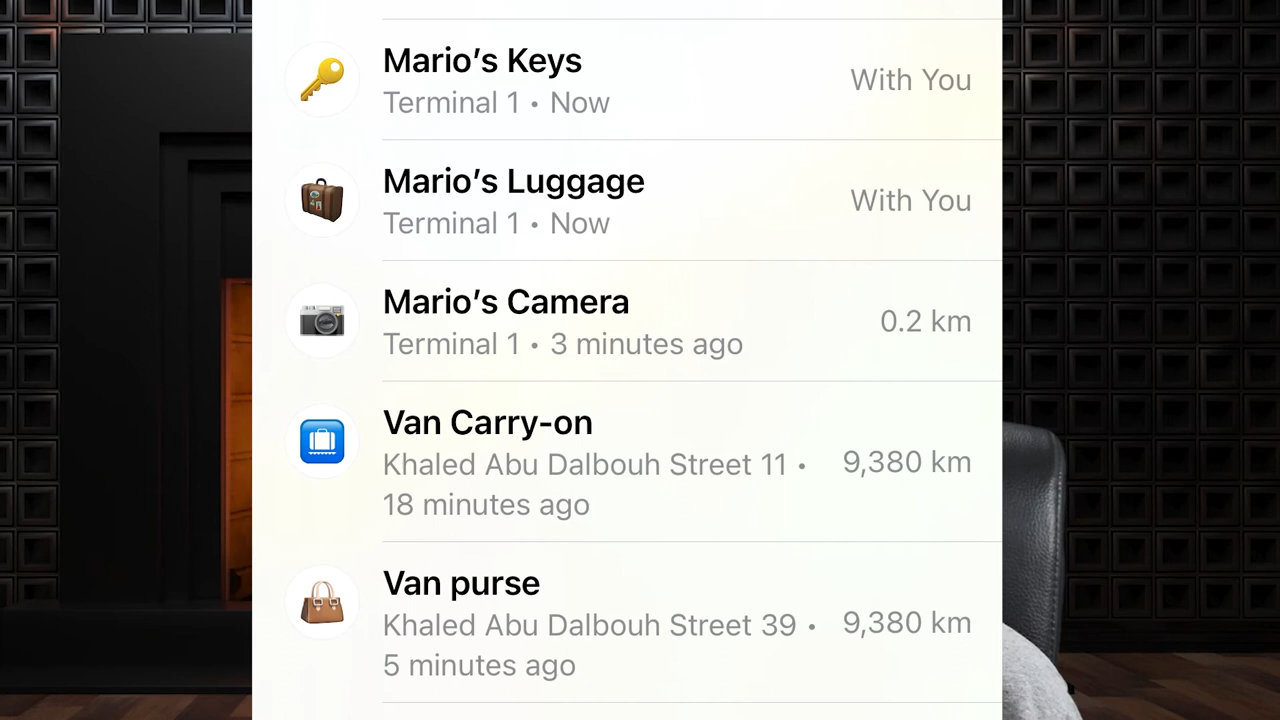 Mario’s Keys
Terminal 1 • Now
With You
Mario’s Luggage
Terminal 1 • Now
With You
Mario’s Camera
Terminal 1 • 3 minutes ago
0.2 km
Van Carry-on
Khaled Abu Dalbouh Street 11 •
18 minutes ago
9,380 km
Van purse
Khaled Abu Dalbouh Street 39 •
5 minutes ago
9,380 km